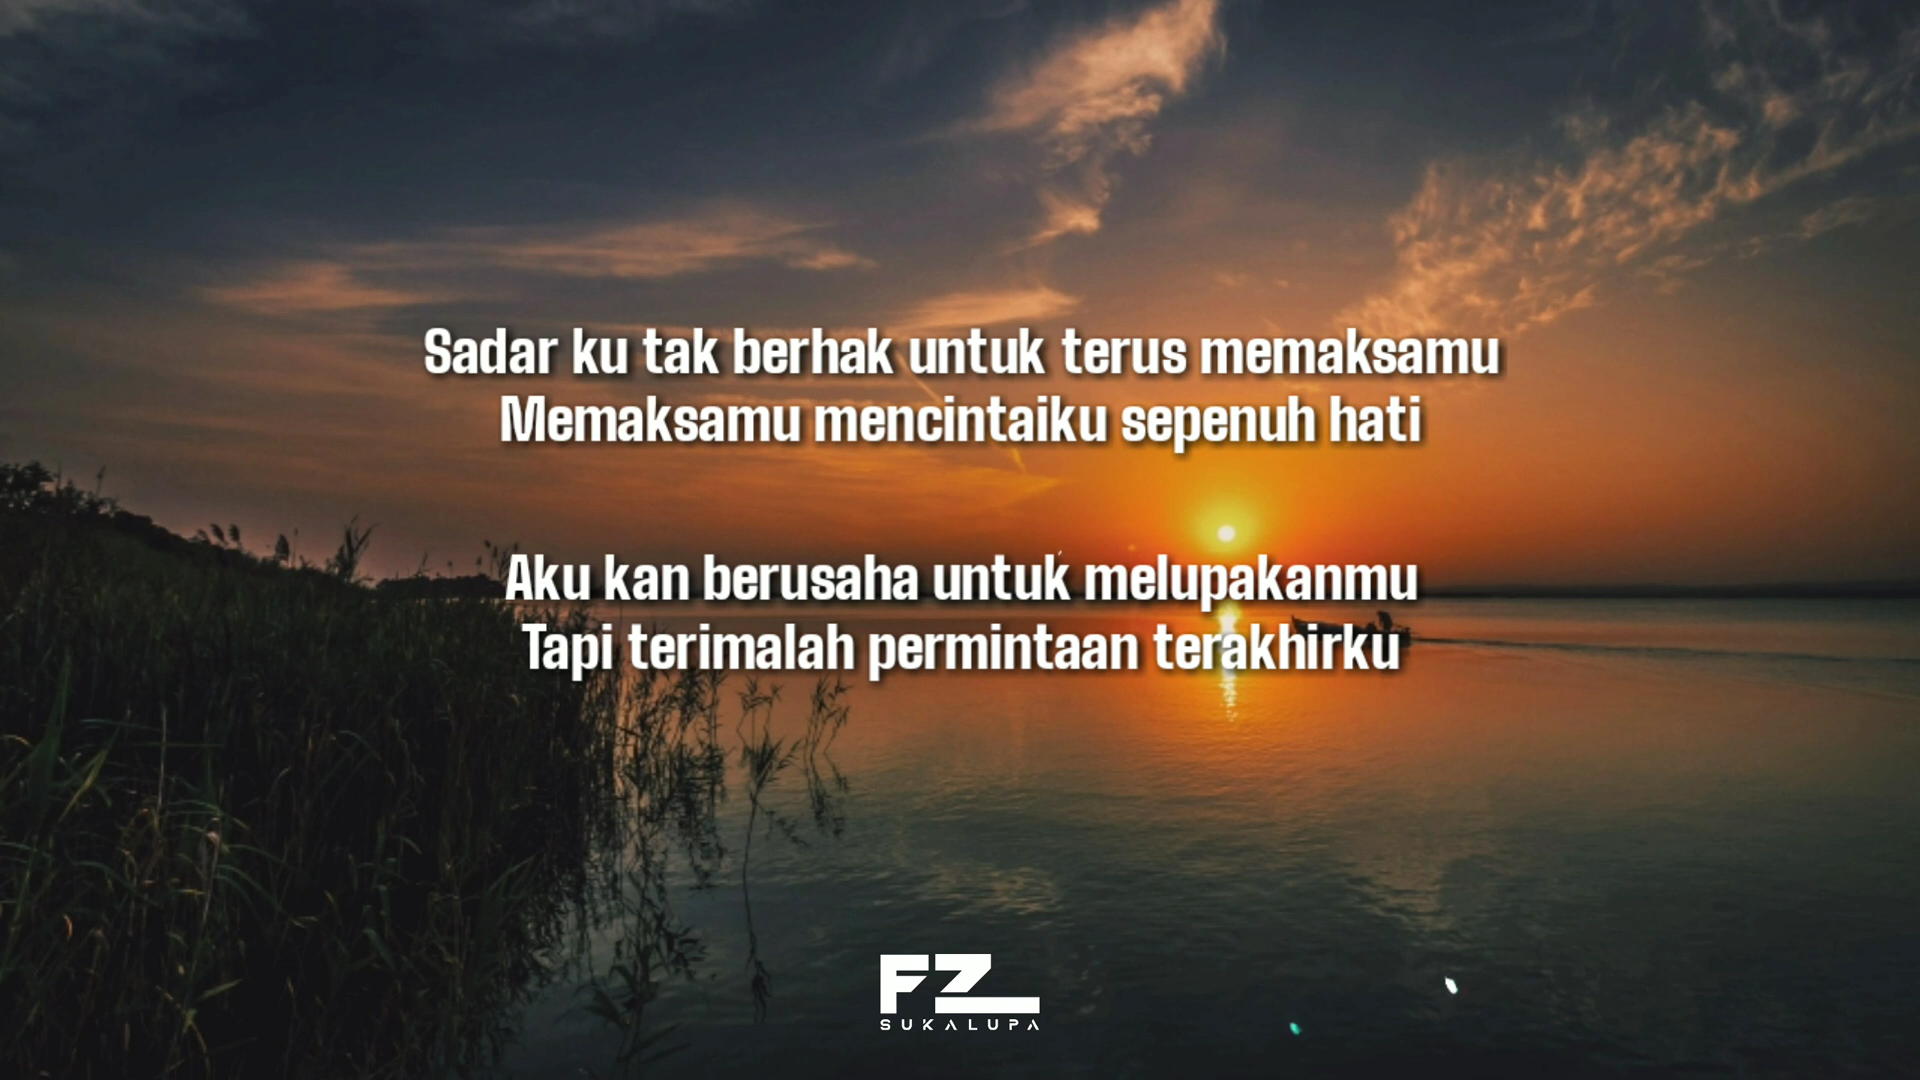 Sadar ku tak berhak untuk terus memaksamu
Memaksamu mencintaiku sepenuh hati
Aku kan berusaha untuk melupakanmu
Tapi terimalah permintaan terakhirku
FZ
SUKALUPA